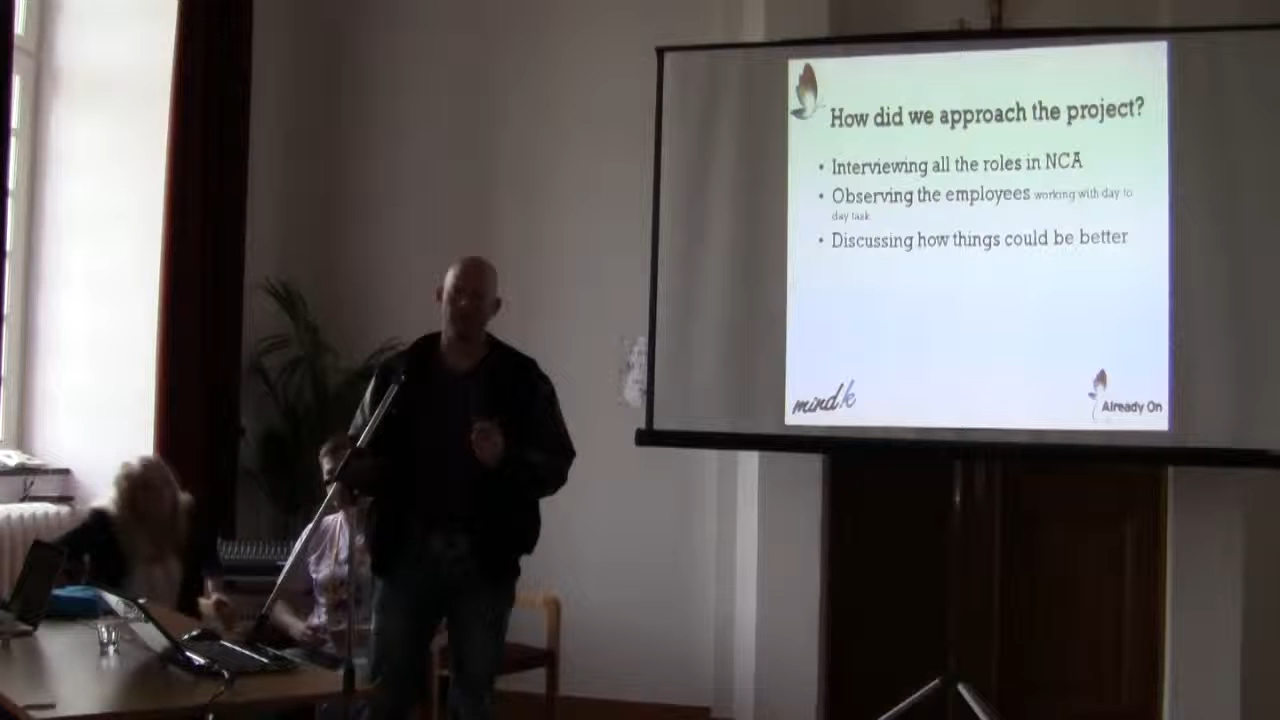 How did we approach the project?
• Interviewing all the roles in NCA
• Observing the employees working with day to
day task
• Discussing how things could be better
mind.k
Already On